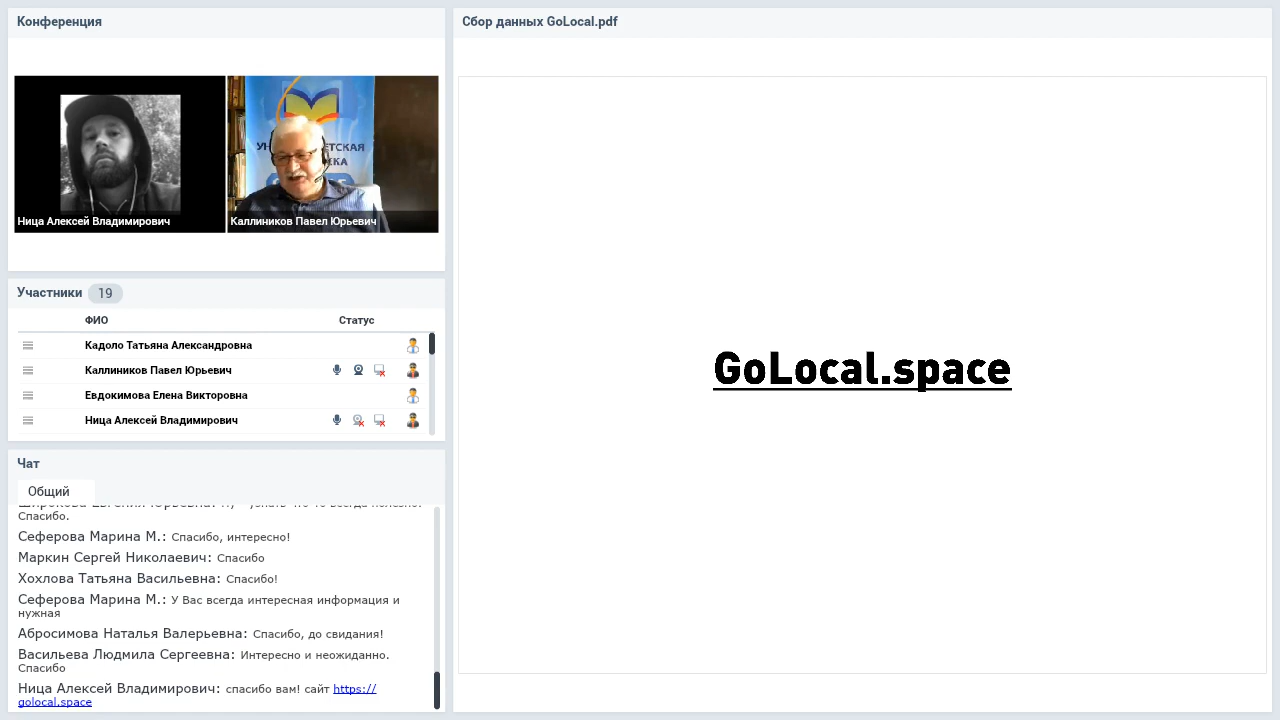 Конференция
Ница Алексей Владимирович
Каллиников Павел Юрьевич
Участники 19
ФИО Статус
Кадоло Татьяна Александровна
Каллиников Павел Юрьевич
Евдокимова Елена Викторовна
Ница Алексей Владимирович
Чат
Общий
Спасибо.
Сеферова Марина М.: Спасибо, интересно!
Маркин Сергей Николаевич: Спасибо
Хохлова Татьяна Васильевна: Спасибо!
Сеферова Марина М.: У Вас всегда интересная информация и
нужная
Абросимова Наталья Валерьевна: Спасибо, до свидания!
Васильева Людмила Сергеевна: Интересно и неожиданно.
Спасибо
Ница Алексей Владимирович: спасибо вам! сайт https://
golocal.space
Сбор данных GoLocal.pdf
GoLocal.space